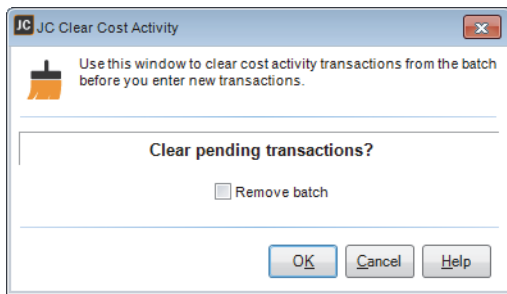 JC JC Clear Cost Activity
Use this window to clear cost activity transactions from the batch
before you enter new transactions.
Clear pending transactions?
Remove batch
OK Cancel Help